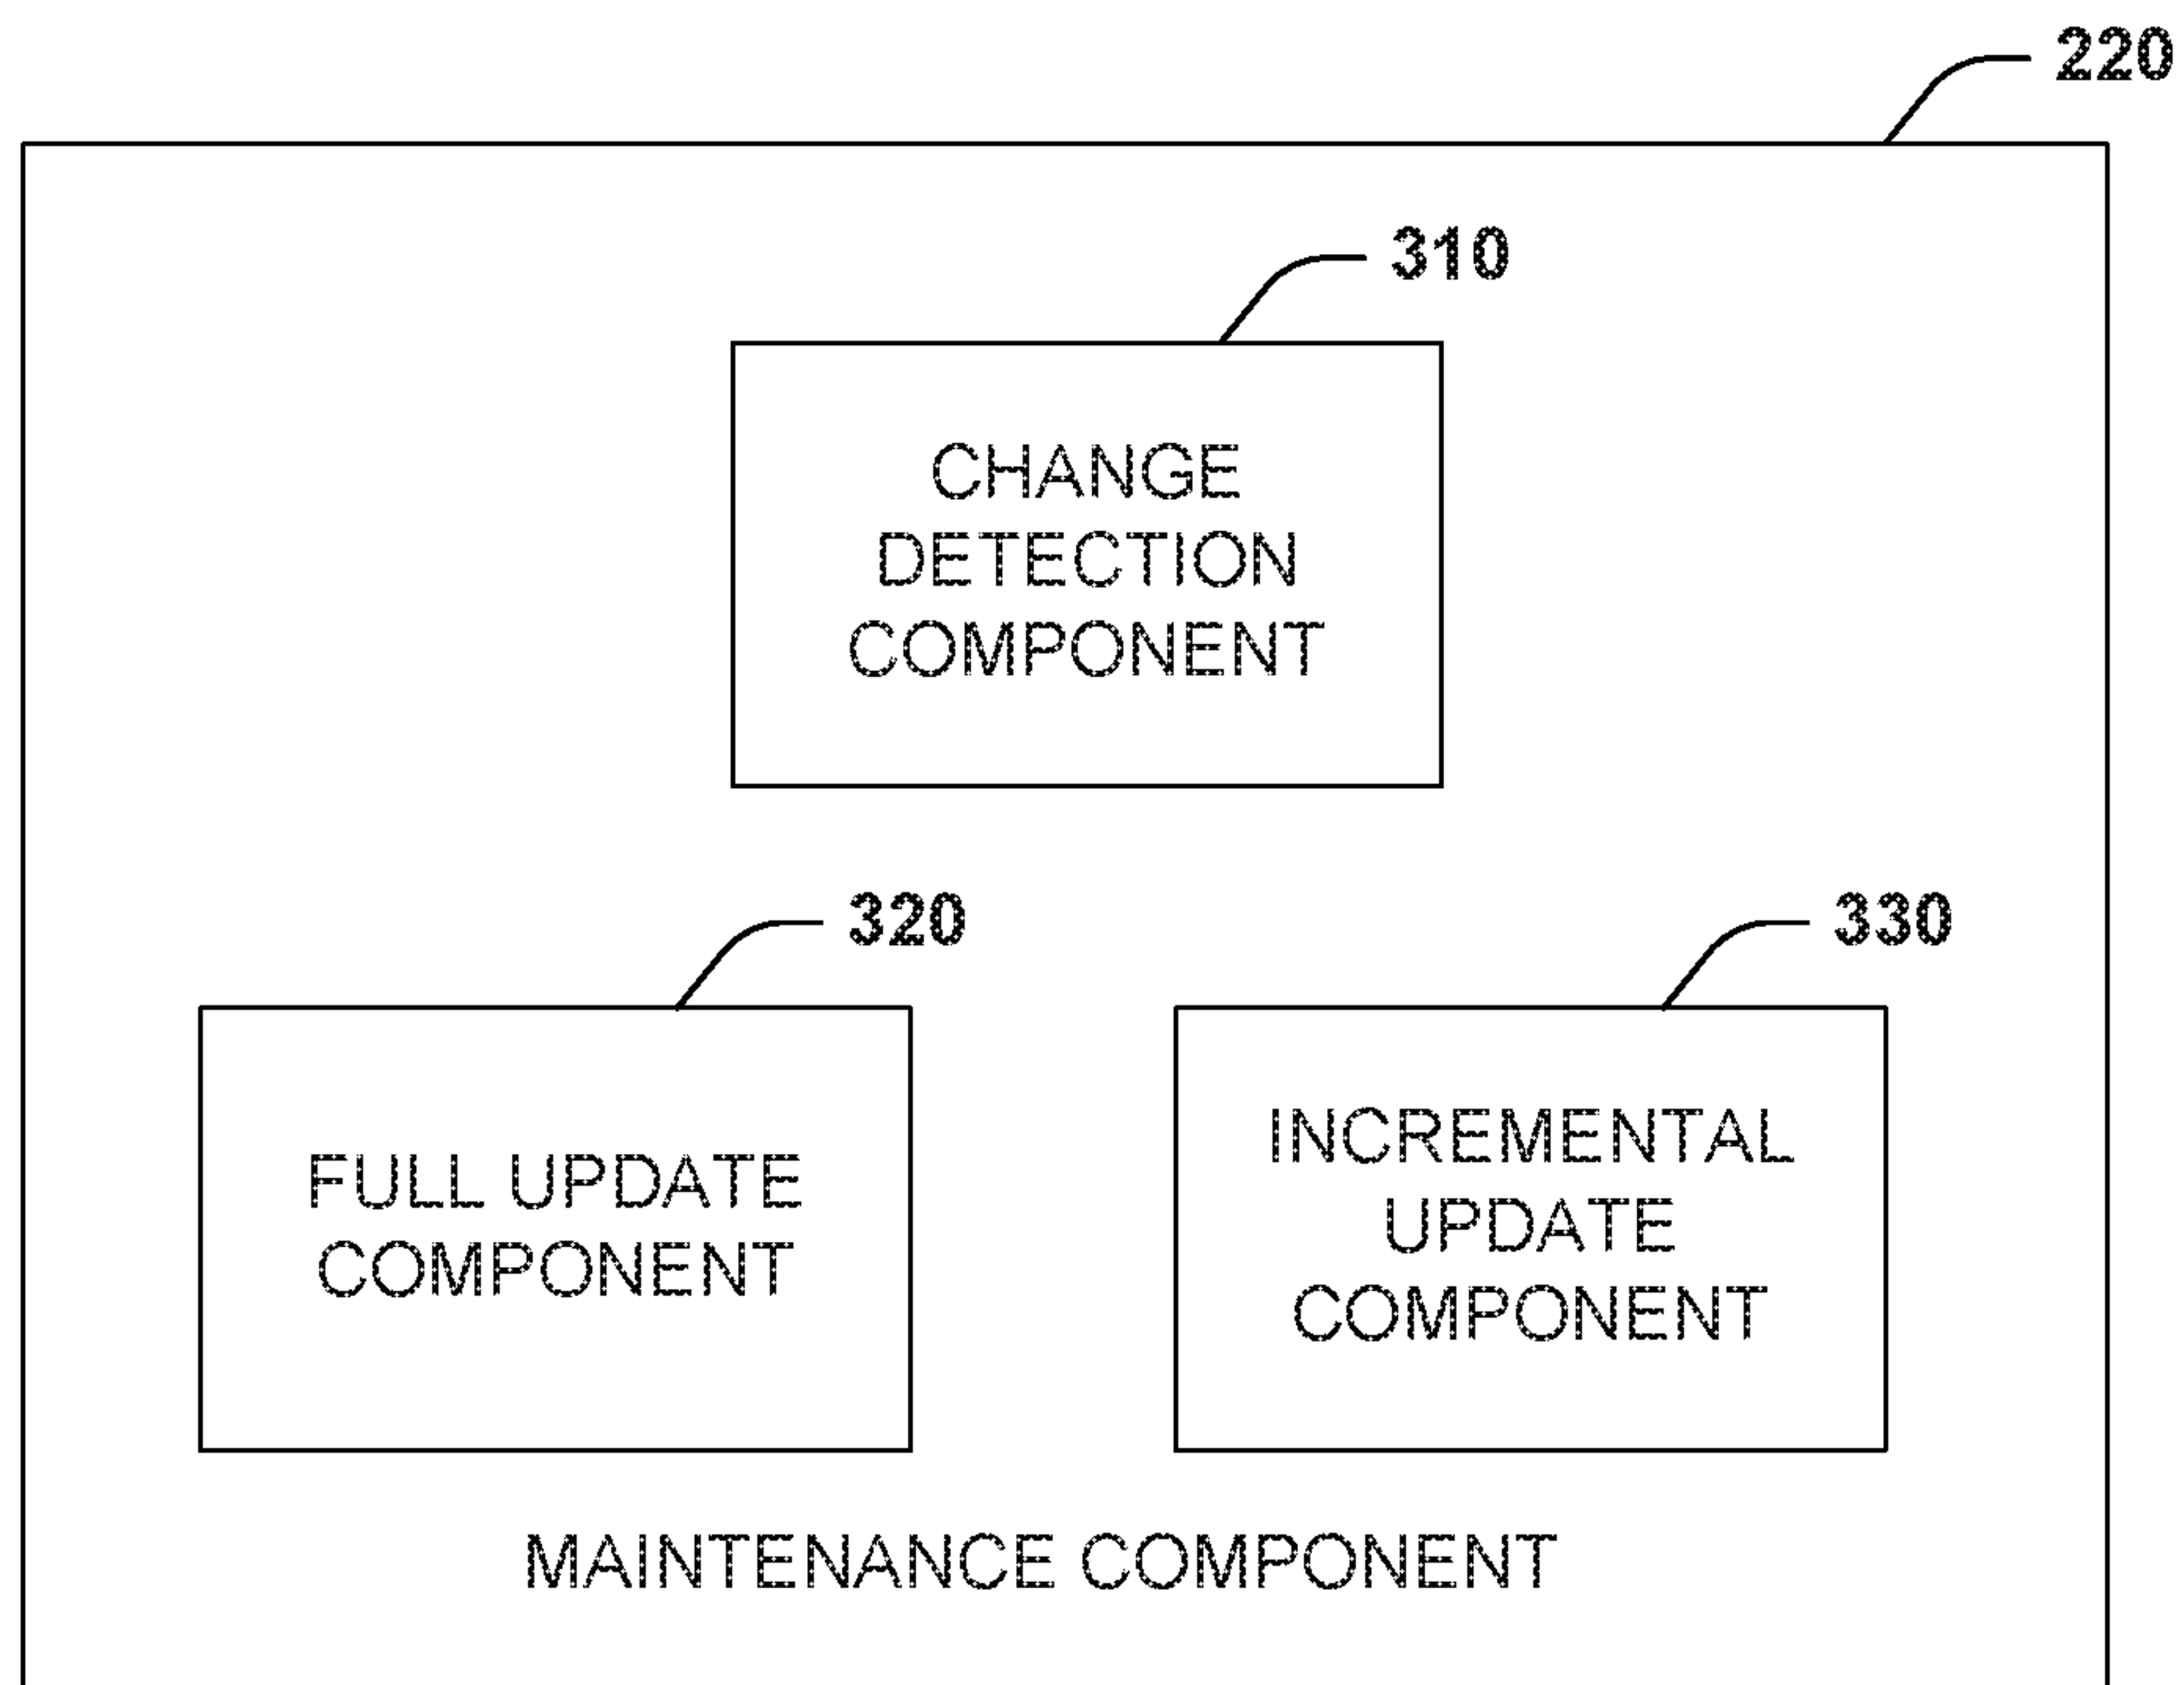 220
310
CHANGE
DETECTION
COMPONENT
320
330
FULL UPDATE
COMPONENT
INCREMENTAL
UPDATE
COMPONENT
MAINTENANCE COMPONENT